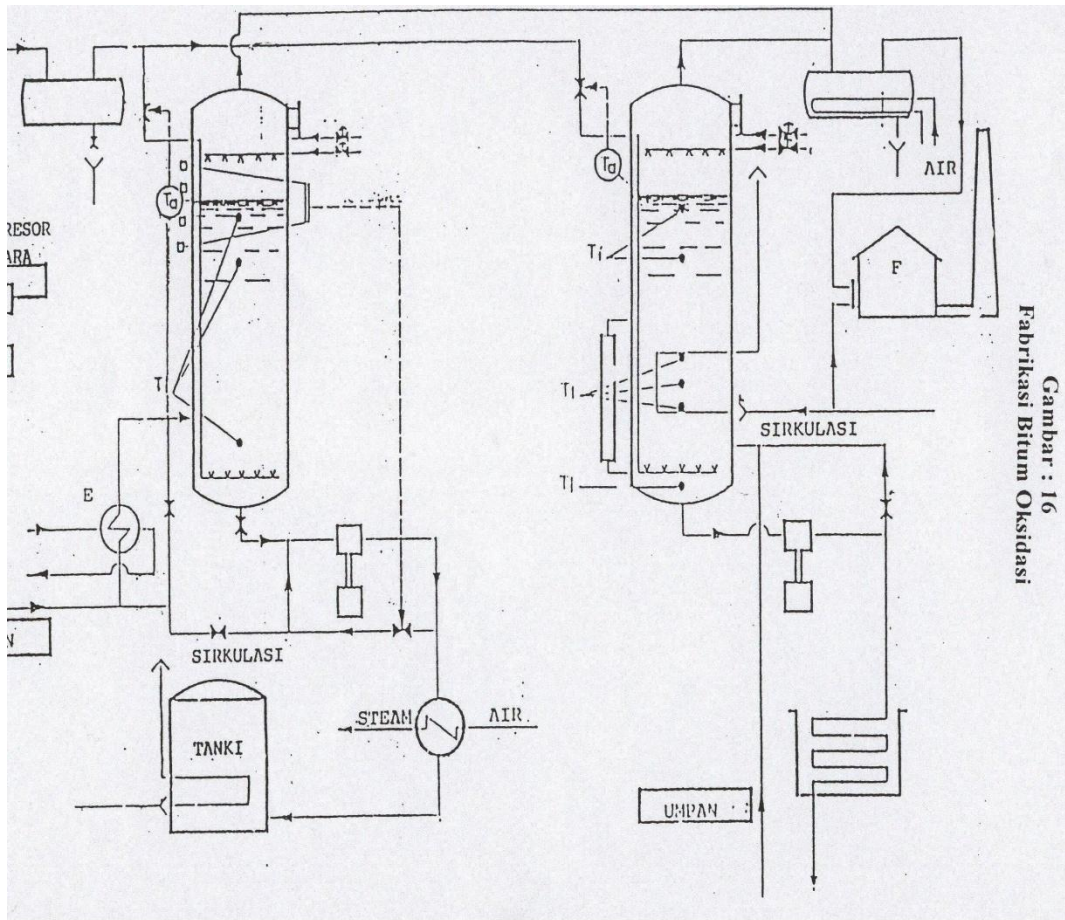 AIR
RESOR
ARA
Ta
Ta
F
Ti
T
Ti
SIRKULASI
E
Ti
N
SIRKULASI
STEAM
AIR
TANKI
UMPAN
Gambar : 16
Fabrikasi Bitum Oksidasi